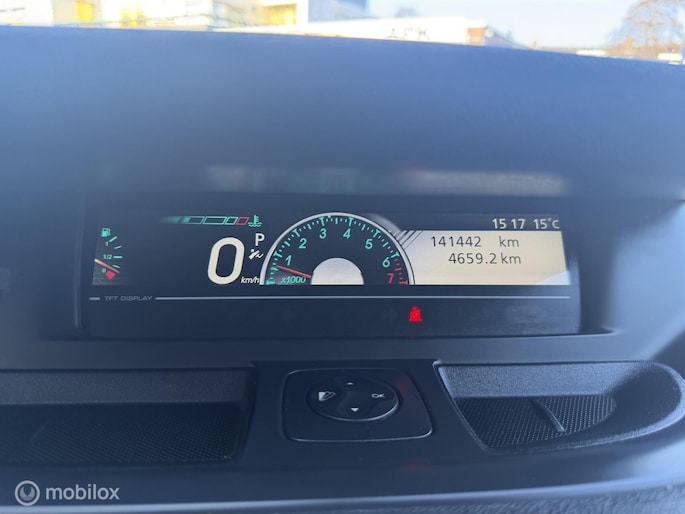 15 17 15°C
1/2
0
km/h
P
1 2 3 4 5 6 7
x1000
141442 km
4659.2 km
TFT DISPLAY
OK
mobilox